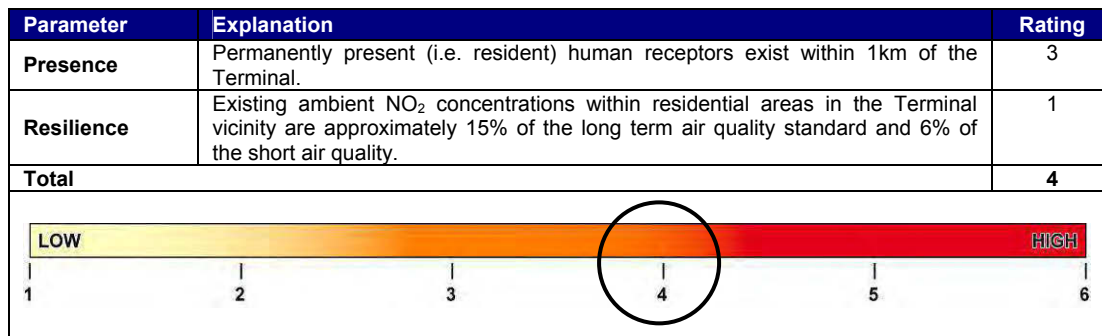 Parameter Explanation Rating
Presence Permanently present (i.e. resident) human receptors exist within 1km of the 3
Terminal.
Resilience Existing ambient NO₂ concentrations within residential areas in the Terminal 1
vicinity are approximately 15% of the long term air quality standard and 6% of
the short air quality.
Total 4
LOW HIGH
1 2 3 4 5 6